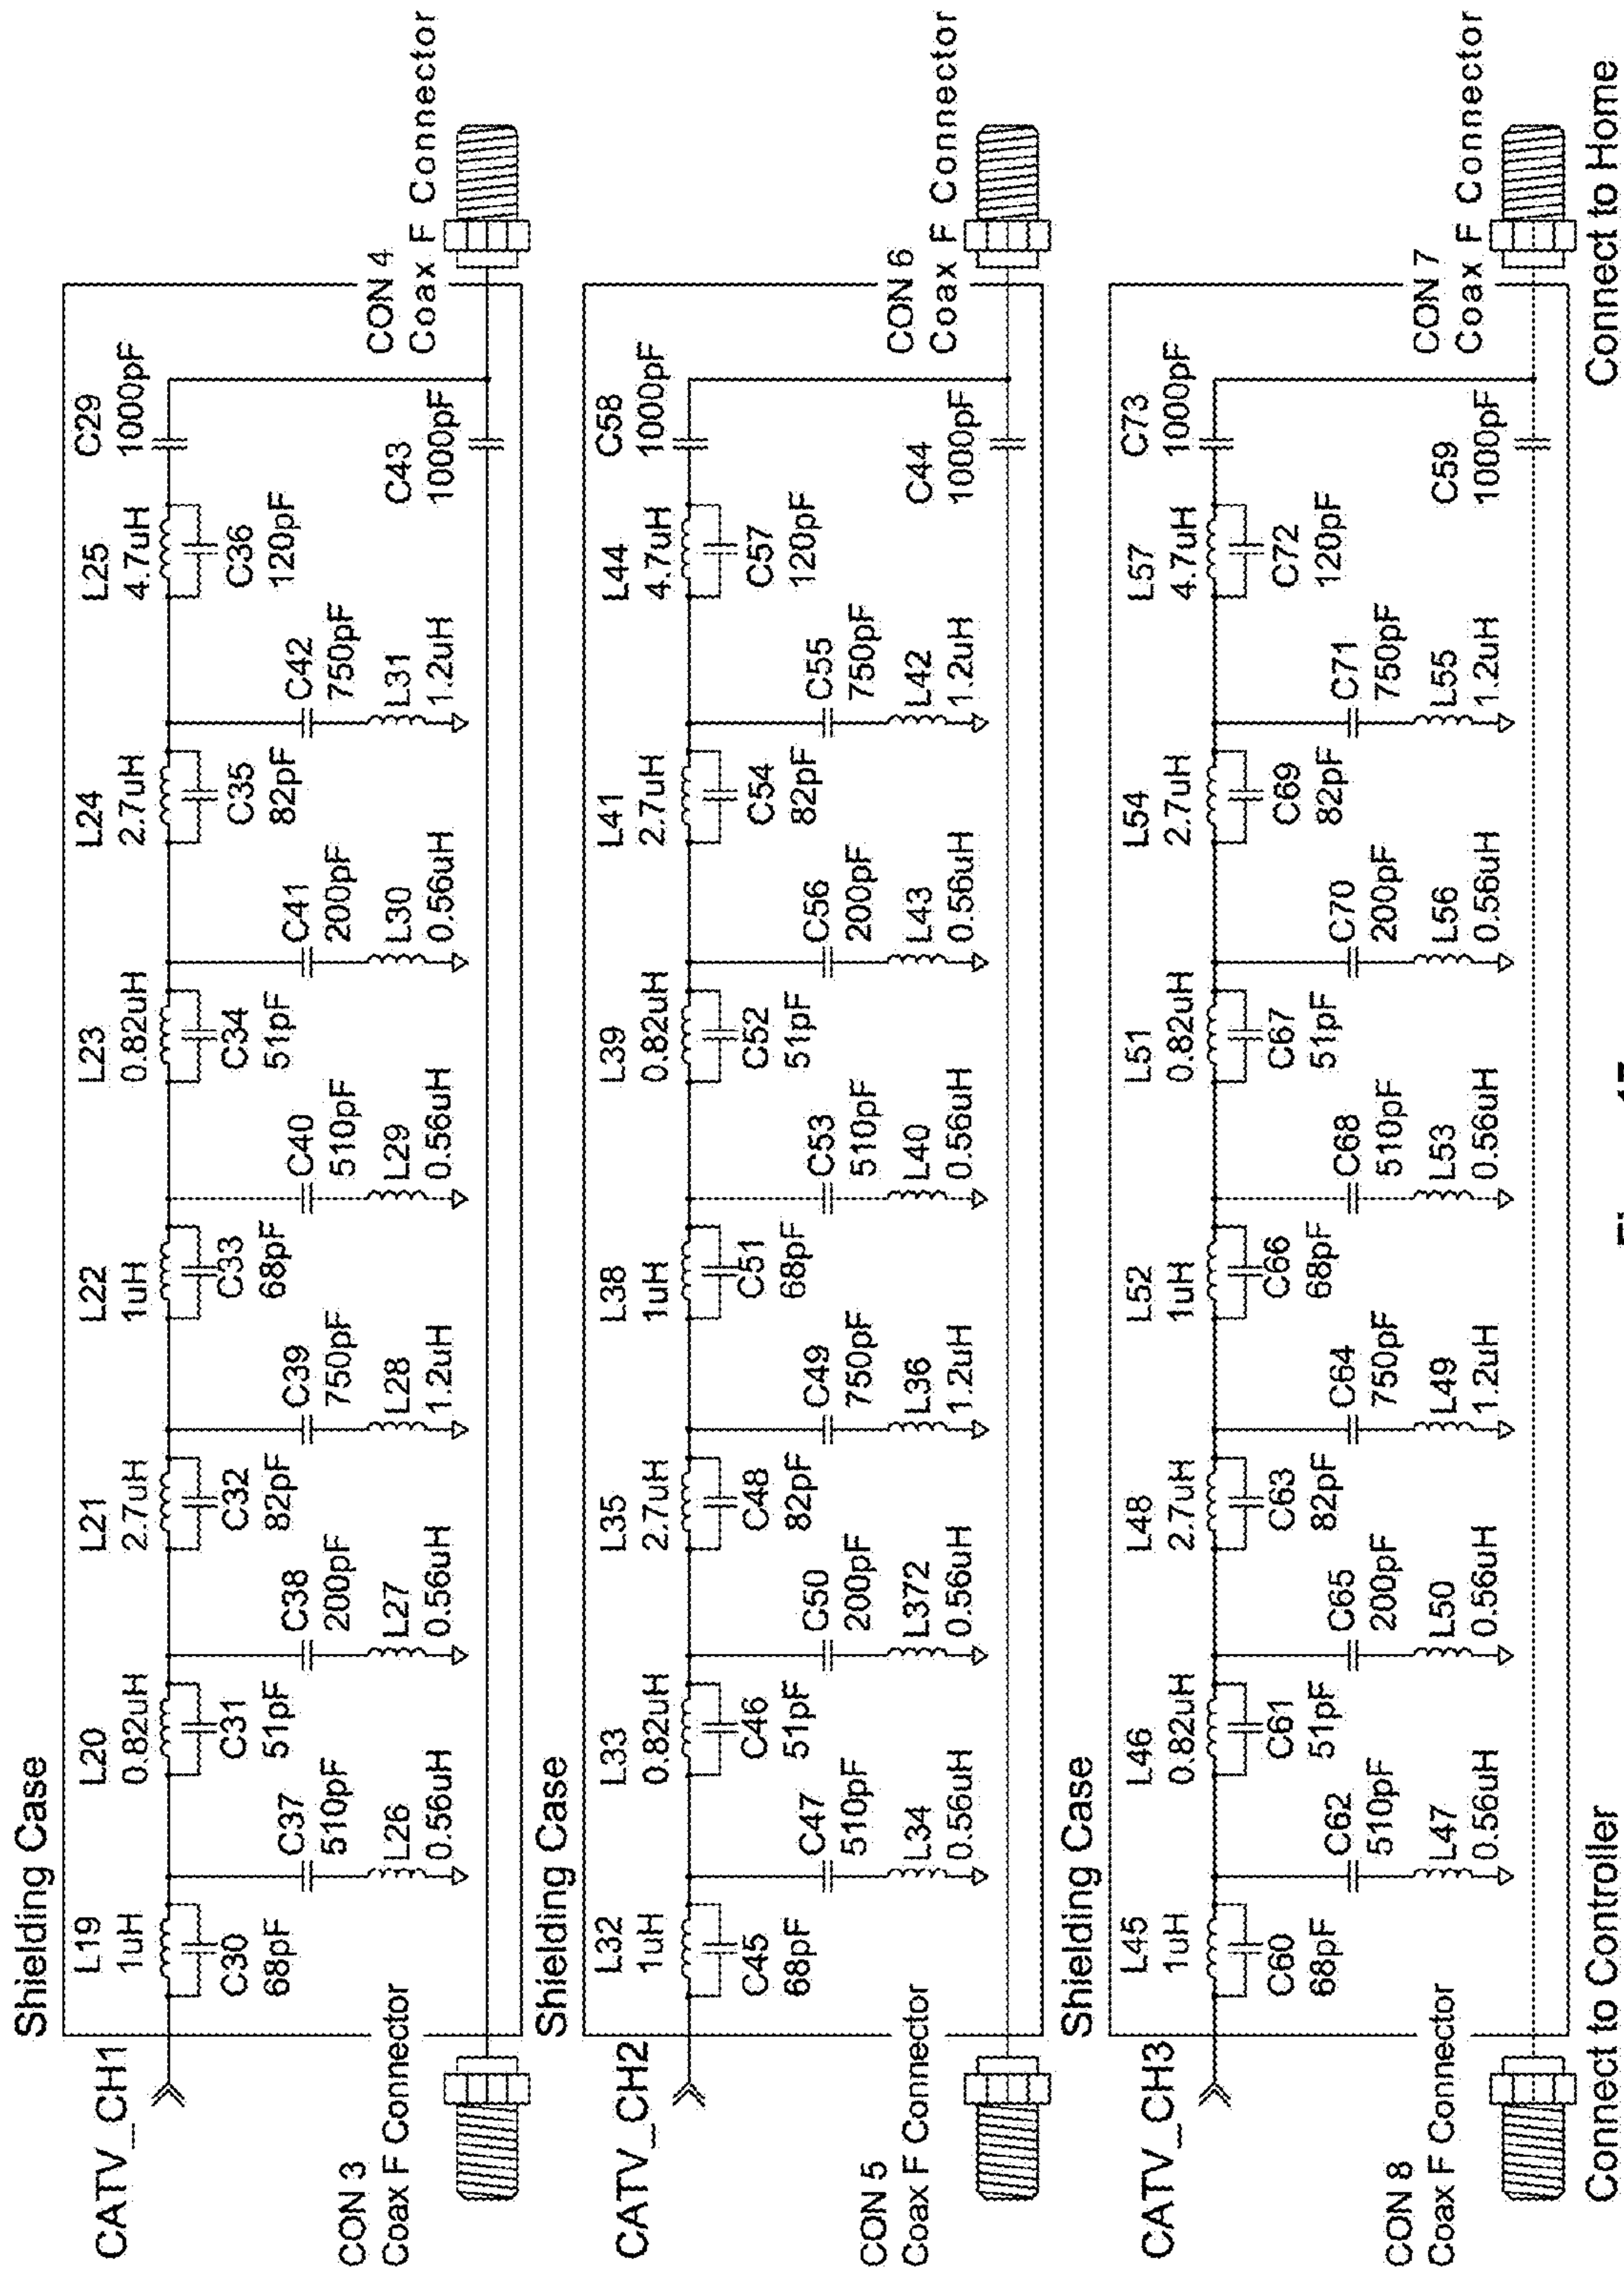 Shielding Case
CATV_CH1
L19
1uH
C30
68pF
C37
510pF
L26
0.56uH
L20
0.82uH
C31
51pF
C38
200pF
L27
0.56uH
L21
2.7uH
C32
82pF
C39
750pF
L28
1.2uH
L22
1uH
C33
68pF
C40
510pF
L29
0.56uH
L23
0.82uH
C34
51pF
C41
200pF
L30
0.56uH
L24
2.7uH
C35
82pF
C42
750pF
L31
1.2uH
L25
4.7uH
C36
120pF
C29
1000pF
C43
1000pF
CON 3
Coax F Connector
CON 4
Coax F Connector
Shielding Case
CATV_CH2
L32
1uH
C45
68pF
C47
510pF
L34
0.56uH
L33
0.82uH
C46
51pF
C50
200pF
L372
0.56uH
L35
2.7uH
C48
82pF
C49
750pF
L36
1.2uH
L38
1uH
C51
68pF
C53
510pF
L40
0.56uH
L39
0.82uH
C52
51pF
C56
200pF
L43
0.56uH
L41
2.7uH
C54
82pF
C55
750pF
L42
1.2uH
L44
4.7uH
C57
120pF
C58
1000pF
C44
1000pF
CON 5
Coax F Connector
CON 6
Coax F Connector
Shielding Case
CATV_CH3
L45
1uH
C60
68pF
C62
510pF
L47
0.56uH
L46
0.82uH
C61
51pF
C65
200pF
L50
0.56uH
L48
2.7uH
C63
82pF
C64
750pF
L49
1.2uH
L52
1uH
C66
68pF
C68
510pF
L53
0.56uH
L51
0.82uH
C67
51pF
C70
200pF
L56
0.56uH
L54
2.7uH
C69
82pF
C71
750pF
L55
1.2uH
L57
4.7uH
C72
120pF
C73
1000pF
C59
1000pF
CON 8
Coax F Connector
CON 7
Coax F Connector
Connect to Controller
Connect to Home